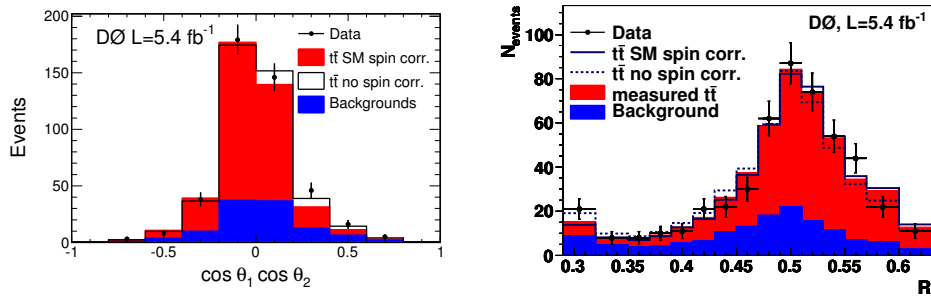 DØ L=5.4 fb⁻¹
Data
tt̄ SM spin corr.
tt̄ no spin corr.
Backgrounds
Events
200
150
100
50
0
-1 -0.5 0 0.5 1
cos θ₁ cos θ₂
DØ, L=5.4 fb⁻¹
Data
tt̄ SM spin corr.
tt̄ no spin corr.
measured tt̄
Background
N_events
100
80
60
40
20
0
0.3 0.35 0.4 0.45 0.5 0.55 0.6
R